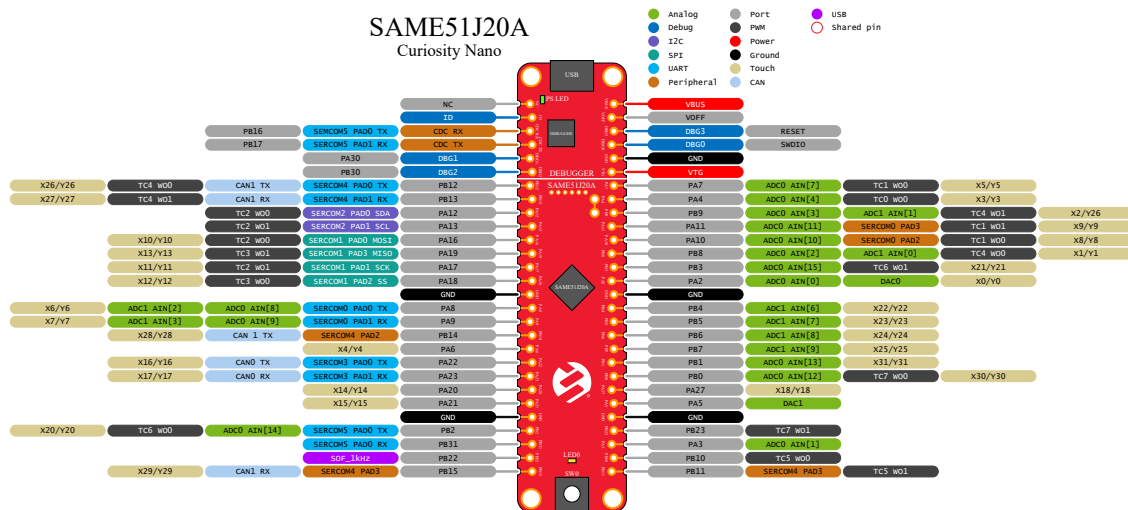 SAME51J20A
Curiosity Nano
Analog Port USB
Debug PWM Shared pin
I2C Power
SPI Ground
UART Touch
Peripheral CAN
USB
PS LED
DEBUGGER
DEBUGGER
SAME51J20A
SAME51J20A
LED0
SW0
NC VBUS
ID VOFF
PB16 SEMCOM5 PAD0 TX CDC RX DBG3 RESET
PB17 SERCOM5 PAD1 RX CDC TX DBG0 SWDIO
PA30 DBG1 GND
PB30 DBG2 VTG
X26/Y26 TC4 WO0 CAN1 TX SERCOM4 PAD0 TX PB12 PA7 ADC0 AIN[7] TC1 WO0 X5/Y5
X27/Y27 TC4 WO1 CAN1 RX SERCOM4 PAD1 RX PB13 PA4 ADC0 AIN[4] TC0 WO0 X3/Y3
TC2 WO0 SERCOM2 PAD0 SDA PA12 PB9 ADC0 AIN[3] ADC1 AIN[1] TC4 WO1 X2/Y26
TC2 WO1 SERCOM2 PAD1 SCL PA13 PA11 ADC0 AIN[11] SERCOM0 PAD3 TC1 WO1 X9/Y9
X10/Y10 TC2 WO0 SERCOM1 PAD0 MOSI PA16 PA10 ADC0 AIN[10] SERCOM0 PAD2 TC1 WO0 X8/Y8
X13/Y13 TC3 WO1 SERCOM1 PAD3 MISO PA19 PB8 ADC0 AIN[2] ADC1 AIN[0] TC4 WO0 X1/Y1
X11/Y11 TC2 WO1 SERCOM1 PAD1 SCK PA17 PB3 ADC0 AIN[15] TC6 WO1 X21/Y21
X12/Y12 TC3 WO0 SERCOM1 PAD2 SS PA18 PA2 ADC0 AIN[0] DAC0 X0/Y0
GND GND
X6/Y6 ADC1 AIN[2] ADC0 AIN[8] SERCOM0 PAD0 TX PA8 PB4 ADC1 AIN[6] X22/Y22
X7/Y7 ADC1 AIN[3] ADC0 AIN[9] SERCOM0 PAD1 RX PA9 PB5 ADC1 AIN[7] X23/Y23
X28/Y28 CAN 1 TX SERCOM4 PAD2 PB14 PB6 ADC1 AIN[8] X24/Y24
X4/Y4 PA6 PB7 ADC1 AIN[9] X25/Y25
X16/Y16 CAN0 TX SERCOM3 PAD0 TX PA22 PB1 ADC0 AIN[13] X31/Y31
X17/Y17 CAN0 RX SERCOM3 PAD1 RX PA23 PB0 ADC0 AIN[12] TC7 WO0 X30/Y30
X14/Y14 PA20 PA27 X18/Y18
X15/Y15 PA21 PA5 DAC1
GND GND
X20/Y20 TC6 WO0 ADC0 AIN[14] SERCOM5 PAD0 TX PB2 PB23 TC7 WO1
SERCOM5 PAD0 RX PB31 PA3 ADC0 AIN[1]
SOF_1kHz PB22 PB10 TC5 WO0
X29/Y29 CAN1 RX SERCOM4 PAD3 PB15 PB11 SERCOM4 PAD3 TC5 WO1